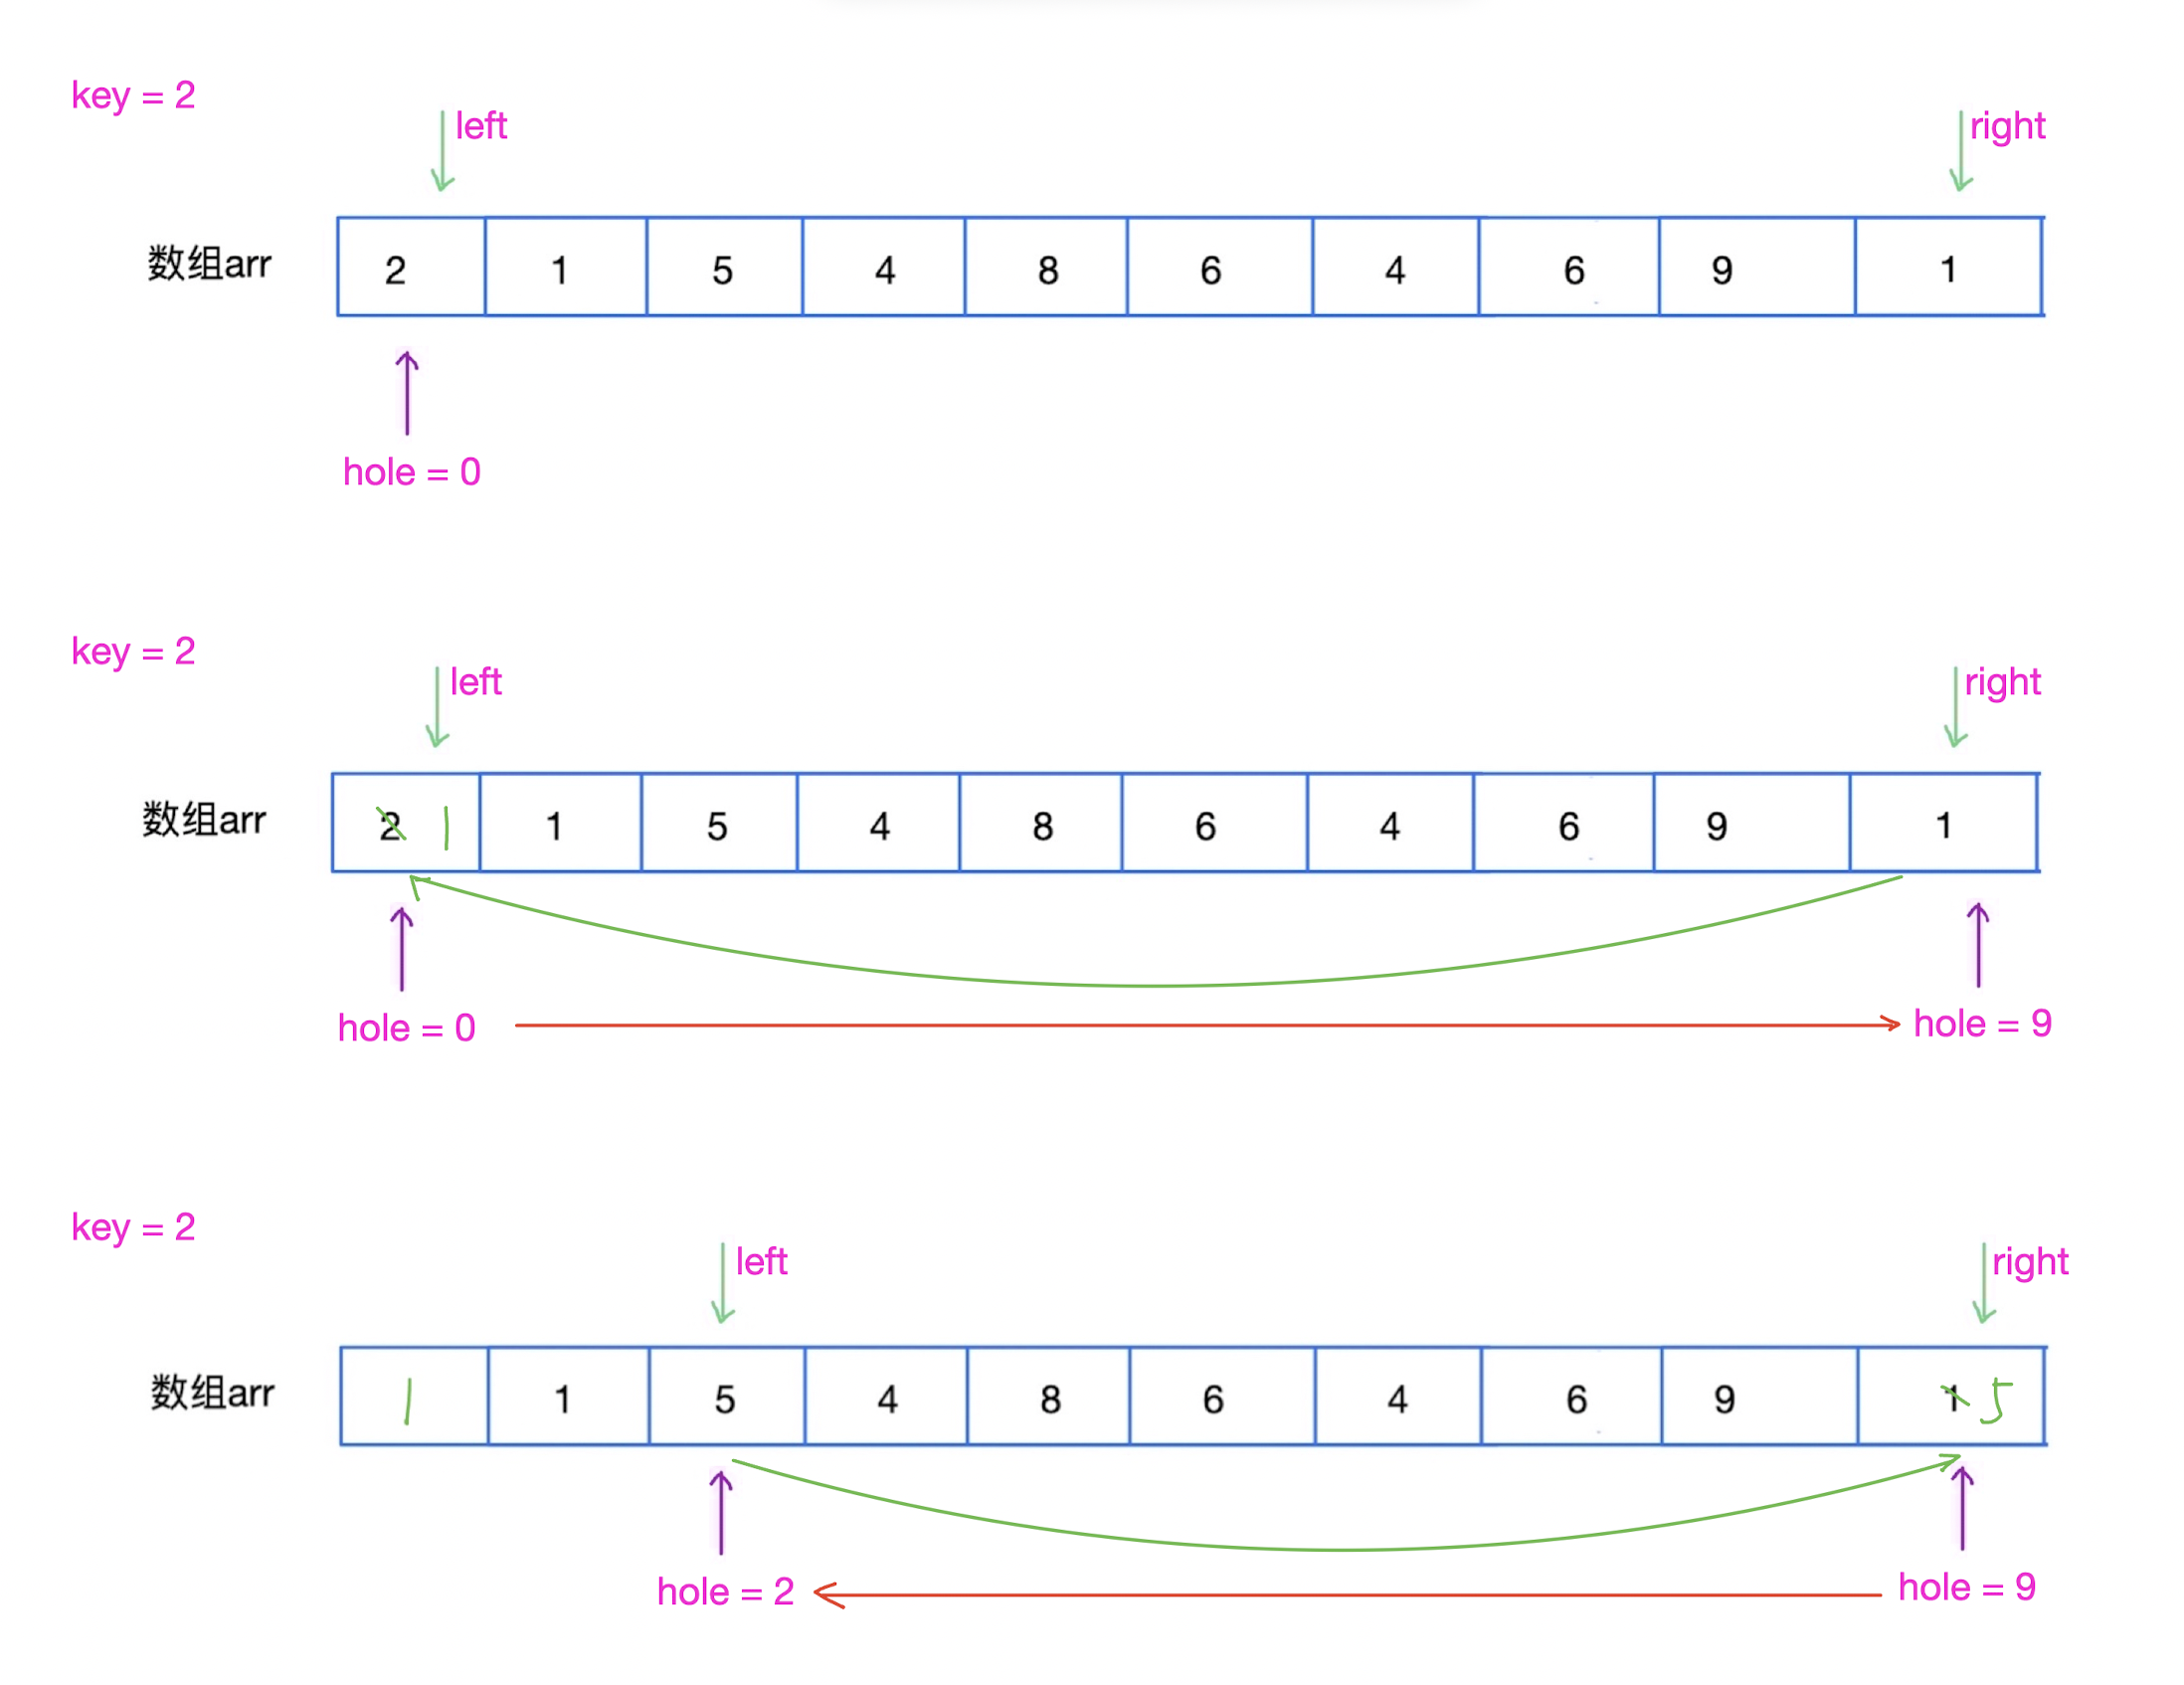 key = 2
left right
数组arr 2 1 5 4 8 6 4 6 9 1
hole = 0
key = 2
left right
数组arr 2 1 1 5 4 8 6 4 6 9 1
hole = 0 hole = 9
key = 2
left right
数组arr 1 1 5 4 8 6 4 6 9 1 5
hole = 2 hole = 9